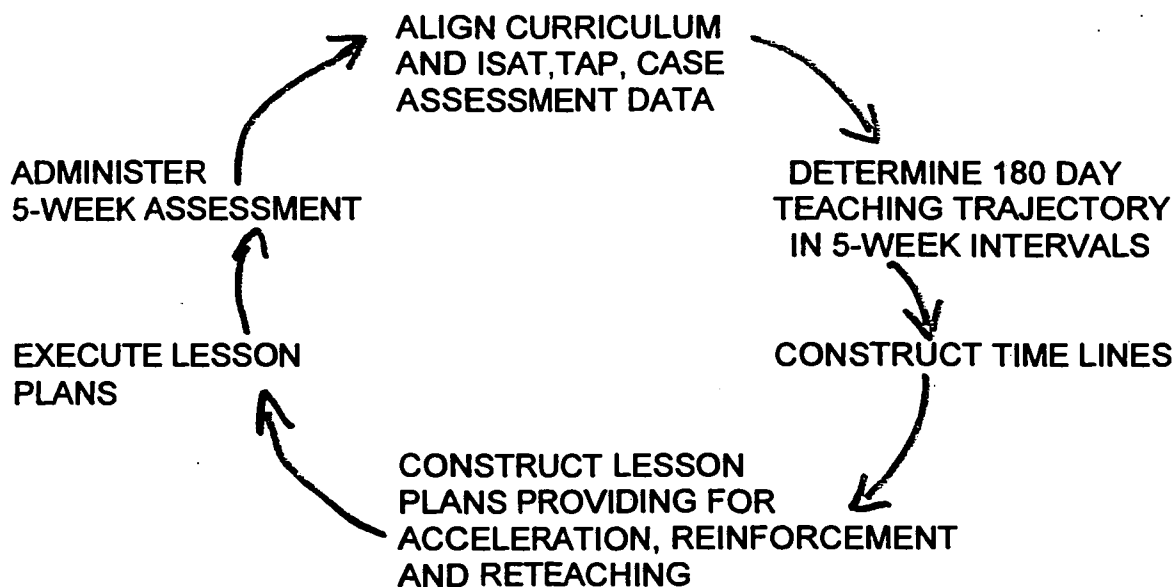 ALIGN CURRICULUM
AND ISAT,TAP, CASE
ASSESSMENT DATA
DETERMINE 180 DAY
TEACHING TRAJECTORY
IN 5-WEEK INTERVALS
CONSTRUCT TIME LINES
CONSTRUCT LESSON
PLANS PROVIDING FOR
ACCELERATION, REINFORCEMENT
AND RETEACHING
EXECUTE LESSON
PLANS
ADMINISTER
5-WEEK ASSESSMENT